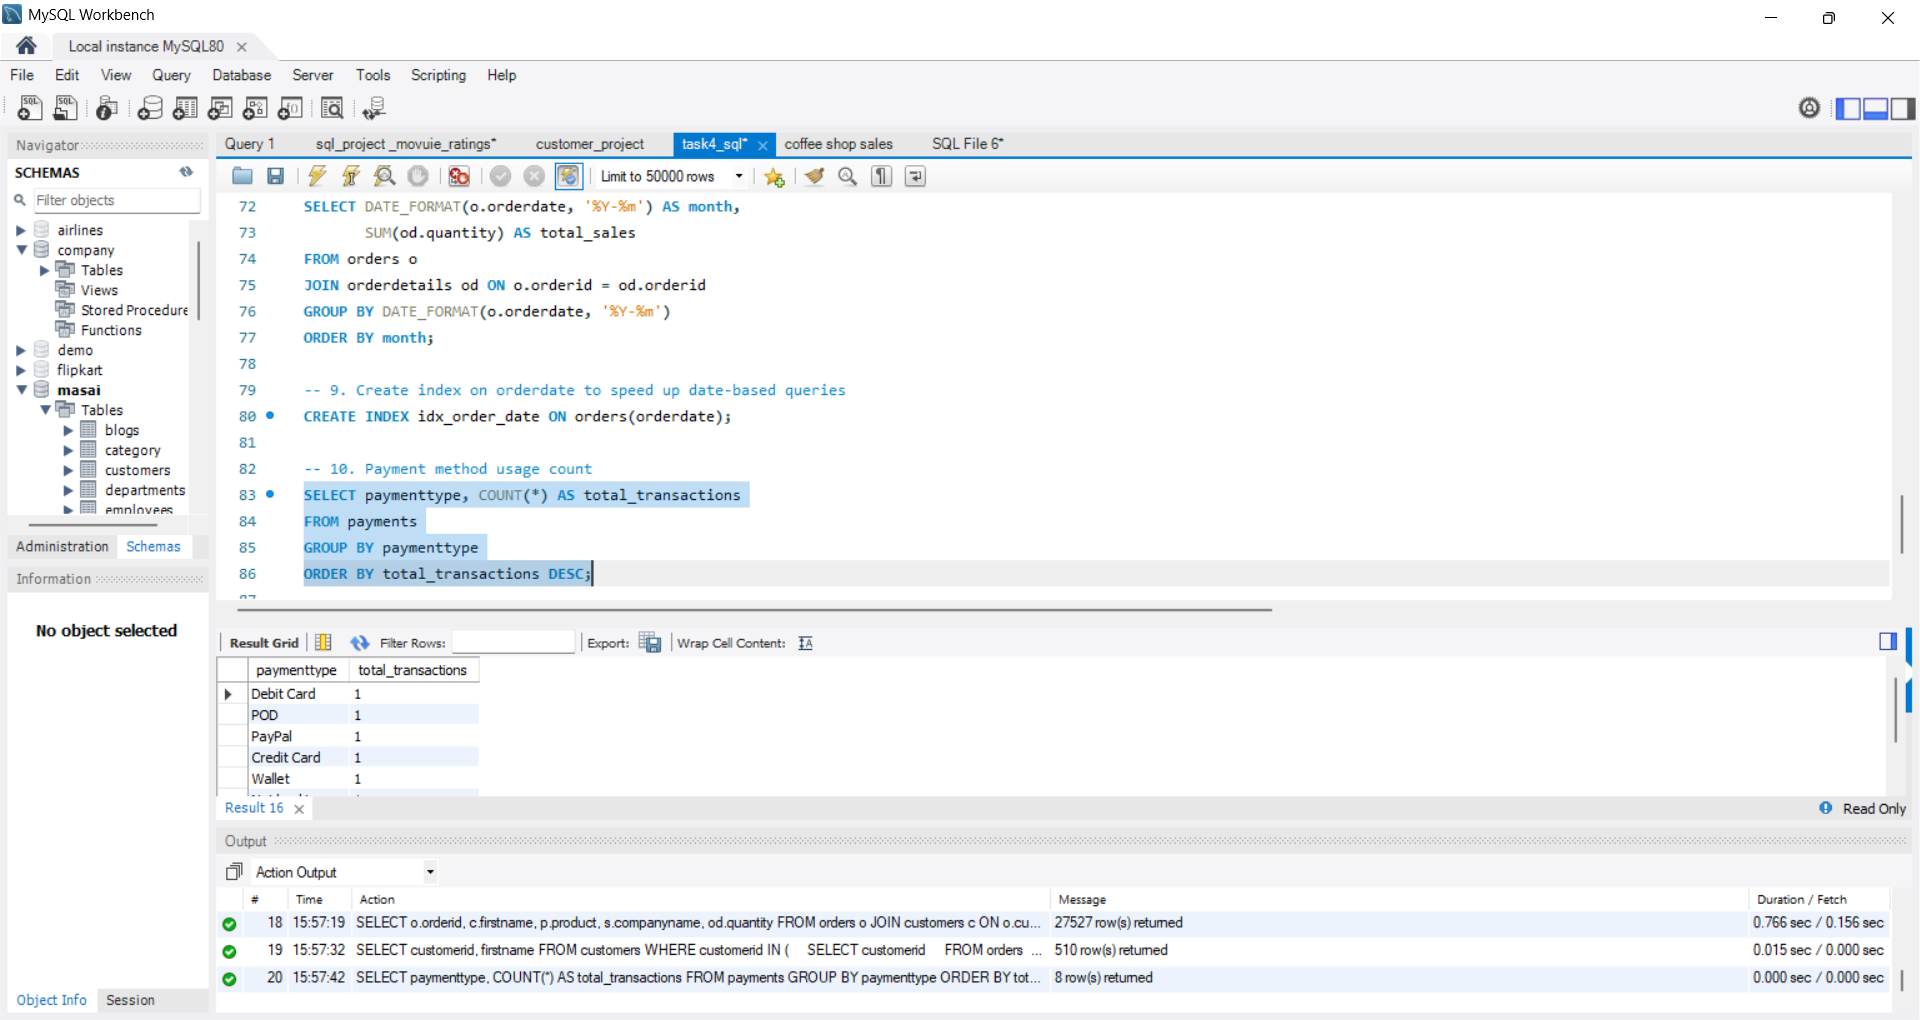 MySQL Workbench
Local instance MySQL80
File Edit View Query Database Server Tools Scripting Help
Navigator
SCHEMAS
Filter objects
airlines
company
Tables
Views
Stored Procedure
Functions
demo
flipkart
masai
Tables
blogs
category
customers
departments
employees
Administration Schemas
Information
No object selected
Object Info Session
Query 1 sql_project _movuie_ratings* customer_project task4_sql* coffee shop sales SQL File 6*
Limit to 50000 rows
72 SELECT DATE_FORMAT(o.orderdate, '%Y-%m') AS month,
73 SUM(od.quantity) AS total_sales
74 FROM orders o
75 JOIN orderdetails od ON o.orderid = od.orderid
76 GROUP BY DATE_FORMAT(o.orderdate, '%Y-%m')
77 ORDER BY month;
78
79 -- 9. Create index on orderdate to speed up date-based queries
80 CREATE INDEX idx_order_date ON orders(orderdate);
81
82 -- 10. Payment method usage count
83 SELECT paymenttype, COUNT(*) AS total_transactions
84 FROM payments
85 GROUP BY paymenttype
86 ORDER BY total_transactions DESC;
87
Result Grid Filter Rows: Export: Wrap Cell Content:
paymenttype total_transactions
Debit Card 1
POD 1
PayPal 1
Credit Card 1
Wallet 1
Result 16 Read Only
Output
Action Output
# Time Action Message Duration / Fetch
18 15:57:19 SELECT o.orderid, c.firstname, p.product, s.companyname, od.quantity FROM orders o JOIN customers c ON o.cu... 27527 row(s) returned 0.766 sec / 0.156 sec
19 15:57:32 SELECT customerid, firstname FROM customers WHERE customerid IN ( SELECT customerid FROM orders ... 510 row(s) returned 0.015 sec / 0.000 sec
20 15:57:42 SELECT paymenttype, COUNT(*) AS total_transactions FROM payments GROUP BY paymenttype ORDER BY tot... 8 row(s) returned 0.000 sec / 0.000 sec